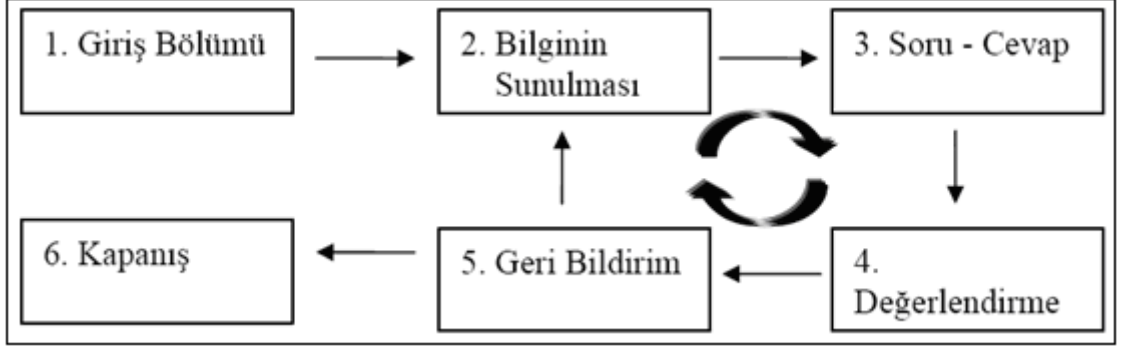 1. Giriş Bölümü
2. Bilginin
Sunulması
3. Soru - Cevap
4.
Değerlendirme
5. Geri Bildirim
6. Kapanış